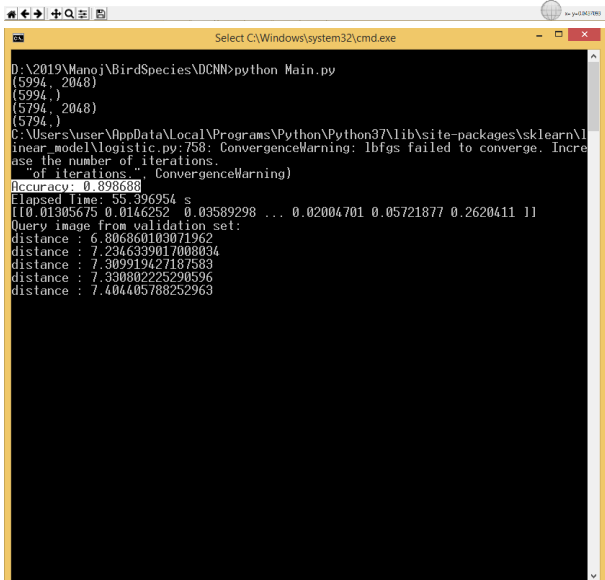 Select C:\Windows\system32\cmd.exe
D:\2019\Manoj\BirdSpecies\DCNN>python Main.py
(5994, 2048)
(5994,)
(5794, 2048)
(5794,)
C:\Users\user\AppData\Local\Programs\Python\Python37\lib\site-packages\sklearn\l
inear_model\logistic.py:758: ConvergenceWarning: lbfgs failed to converge. Incre
ase the number of iterations.
"of iterations.", ConvergenceWarning)
Accuracy: 0.898688
Elapsed Time: 55.396954 s
[[0.01305675 0.0146252  0.03589298 ... 0.02004701 0.05721877 0.2620411 ]]
Query image from validation set:
distance : 6.806860103071962
distance : 7.2346339017008034
distance : 7.309919427187583
distance : 7.330802225290596
distance : 7.404405788252963